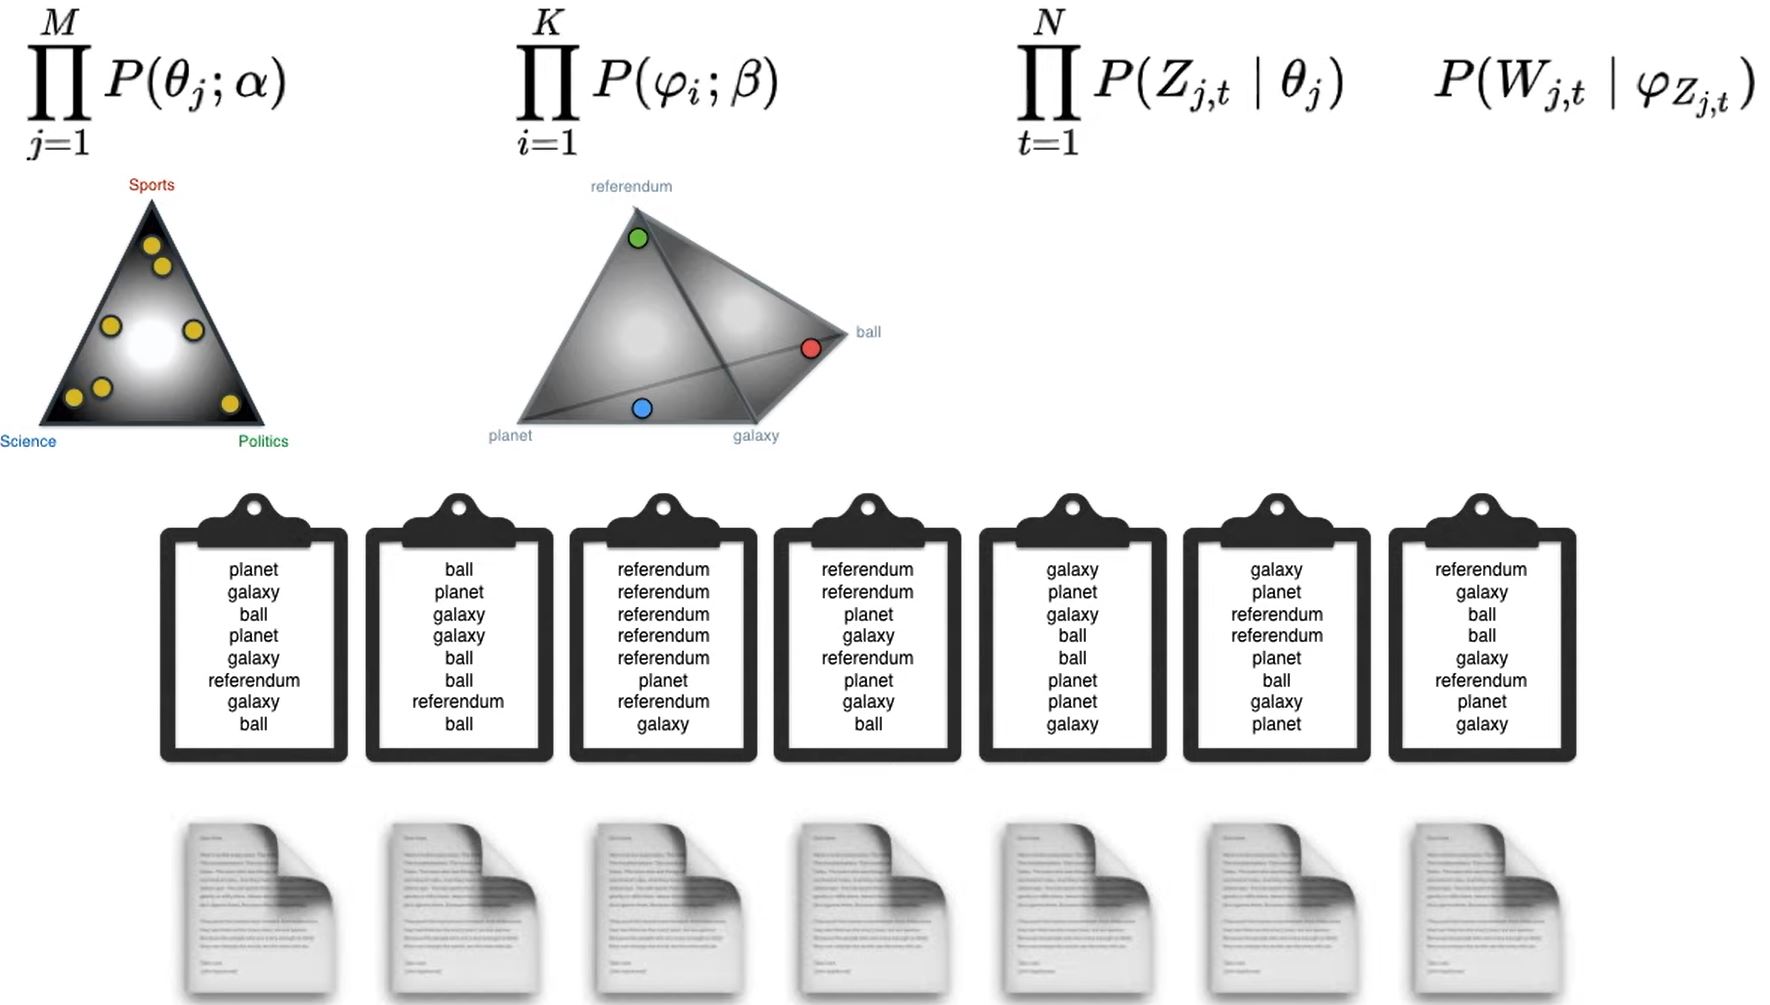 M K N
∏ P(θj; α) ∏ P(φi; β) ∏ P(Zj,t | θj) P(Wj,t | φZj,t)
j=1 i=1 t=1
Sports
Science
Politics
referendum
ball
planet
galaxy
planet
galaxy
ball
planet
galaxy
referendum
galaxy
ball
ball
planet
galaxy
galaxy
ball
ball
referendum
ball
referendum
referendum
referendum
referendum
referendum
planet
referendum
galaxy
referendum
referendum
planet
galaxy
referendum
planet
galaxy
ball
galaxy
planet
galaxy
ball
ball
planet
planet
galaxy
galaxy
planet
referendum
referendum
planet
ball
galaxy
planet
referendum
galaxy
ball
ball
galaxy
referendum
planet
galaxy